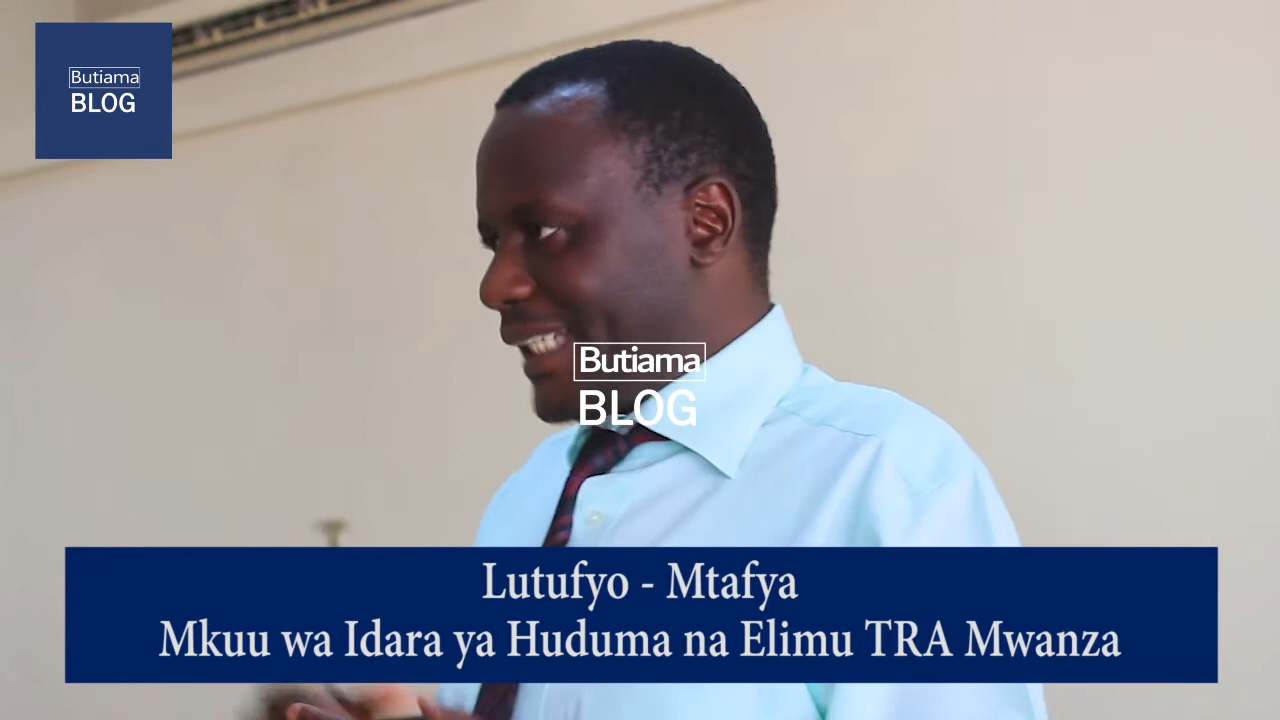 Butiama
BLOG
Butiama
BLOG
Lutufyo - Mtafya
Mkuu wa Idara ya Huduma na Elimu TRA Mwanza